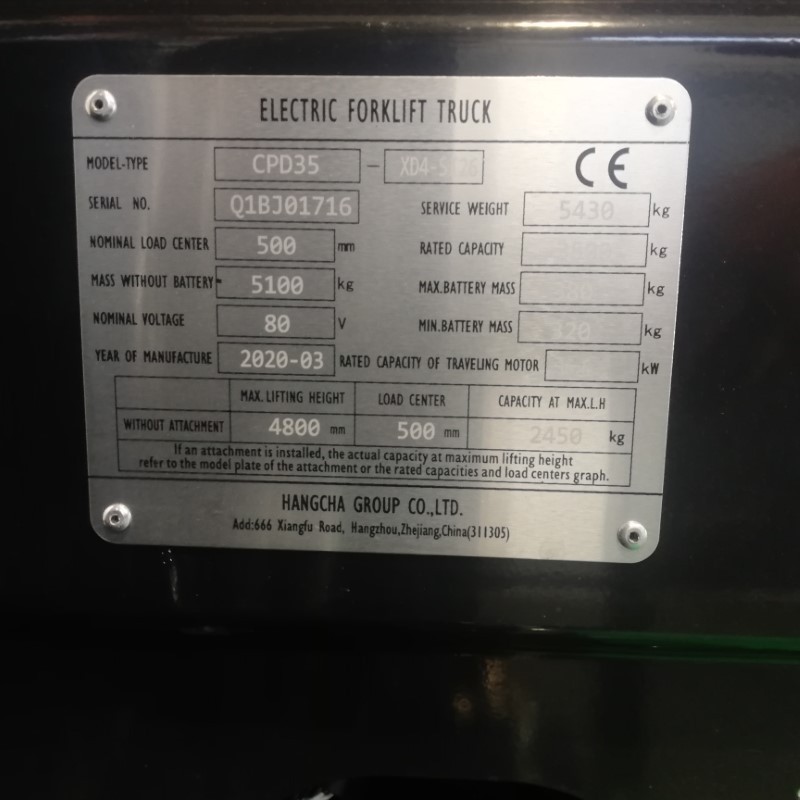 ELECTRIC FORKLIFT TRUCK
MODEL-TYPE CPD35 - XD4-S CE
SERIAL NO. Q1BJ01716 SERVICE WEIGHT 5430 kg
NOMINAL LOAD CENTER 500 mm RATED CAPACITY kg
MASS WITHOUT BATTERY 5100 kg MAX.BATTERY MASS kg
NOMINAL VOLTAGE 80 V MIN.BATTERY MASS kg
YEAR OF MANUFACTURE 2020-03 RATED CAPACITY OF TRAVELING MOTOR kW
MAX. LIFTING HEIGHT LOAD CENTER CAPACITY AT MAX.L.H
WITHOUT ATTACHMENT 4800 mm 500 mm 2450 kg
If an attachment is installed, the actual capacity at maximum lifting height
refer to the model plate of the attachment or the rated capacities and load centers graph.
HANGCHA GROUP CO.,LTD.
Add:666 Xiangfu Road, Hangzhou,Zhejiang,China(311305)